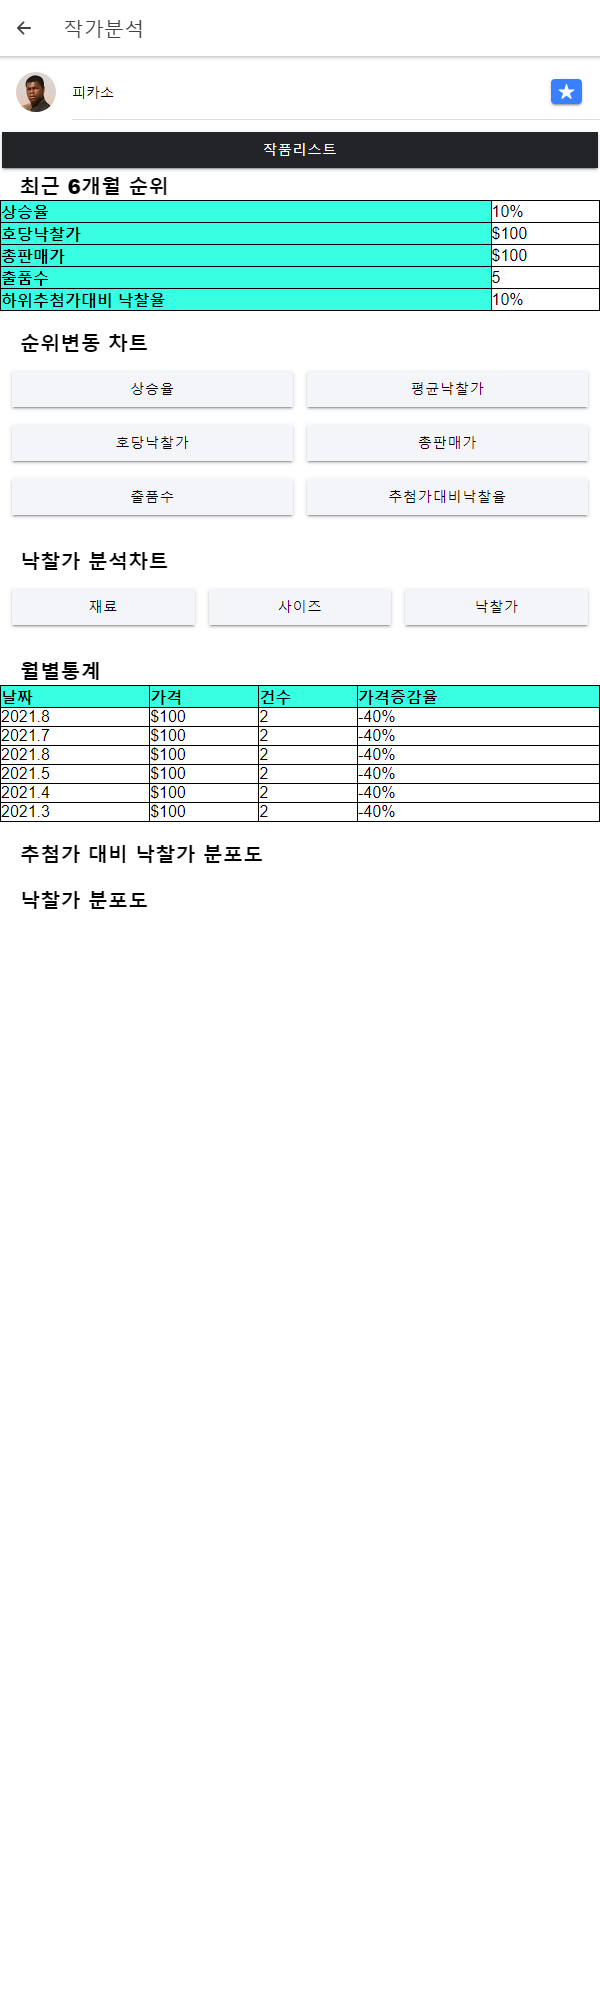 작가분석
피카소
작품리스트
최근 6개월 순위
상승율 10%
호당낙찰가 $100
총판매가 $100
출품수 5
하위추첨가대비 낙찰율 10%
순위변동 차트
상승율 평균낙찰가
호당낙찰가 총판매가
출품수 추첨가대비낙찰율
낙찰가 분석차트
재료 사이즈 낙찰가
월별통계
날짜 가격 건수 가격증감율
2021.8 $100 2 -40%
2021.7 $100 2 -40%
2021.8 $100 2 -40%
2021.5 $100 2 -40%
2021.4 $100 2 -40%
2021.3 $100 2 -40%
추첨가 대비 낙찰가 분포도
낙찰가 분포도